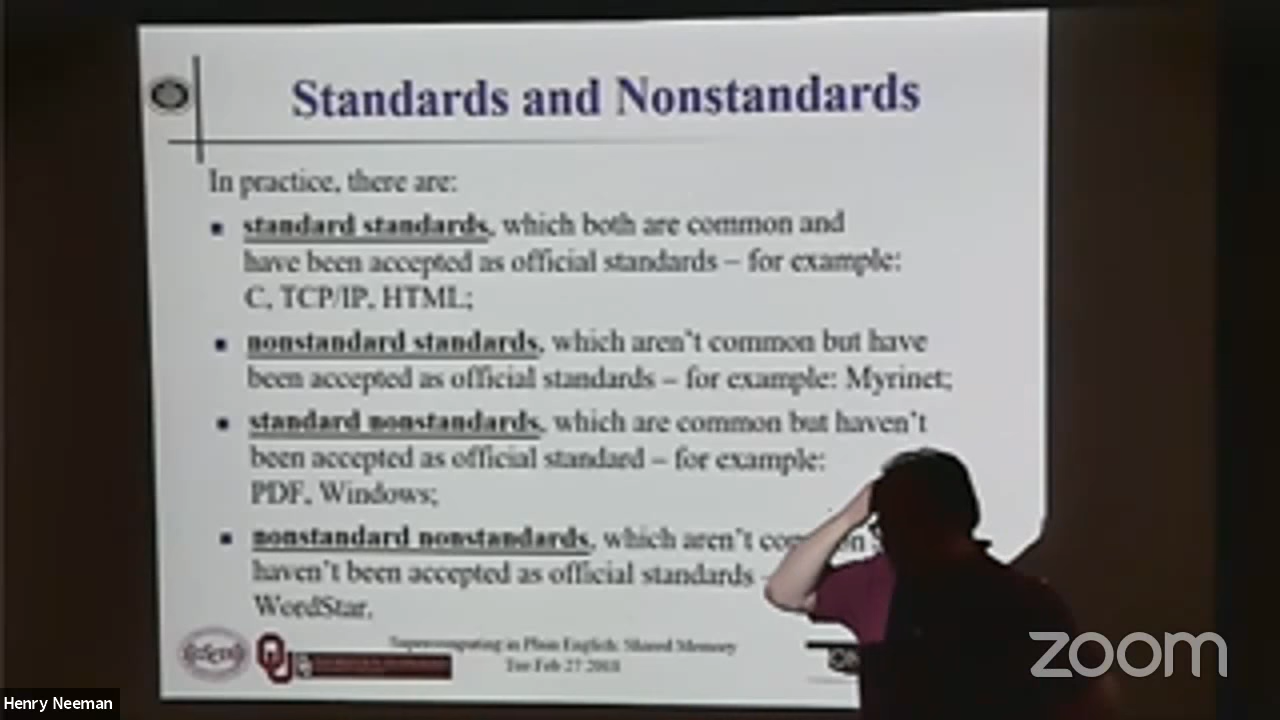 Standards and Nonstandards
In practice, there are:
standard standards, which both are common and
have been accepted as official standards – for example:
C, TCP/IP, HTML;
nonstandard standards, which aren't common but have
been accepted as official standards – for example: Myrinet;
standard nonstandards, which are common but haven't
been accepted as official standard – for example:
PDF, Windows;
nonstandard nonstandards, which aren't
haven't been accepted as official standards
WordStar.
Supercomputing in Plain English: Shared Memory
Tue Feb 27 2018
OU
zoom
Henry Neeman